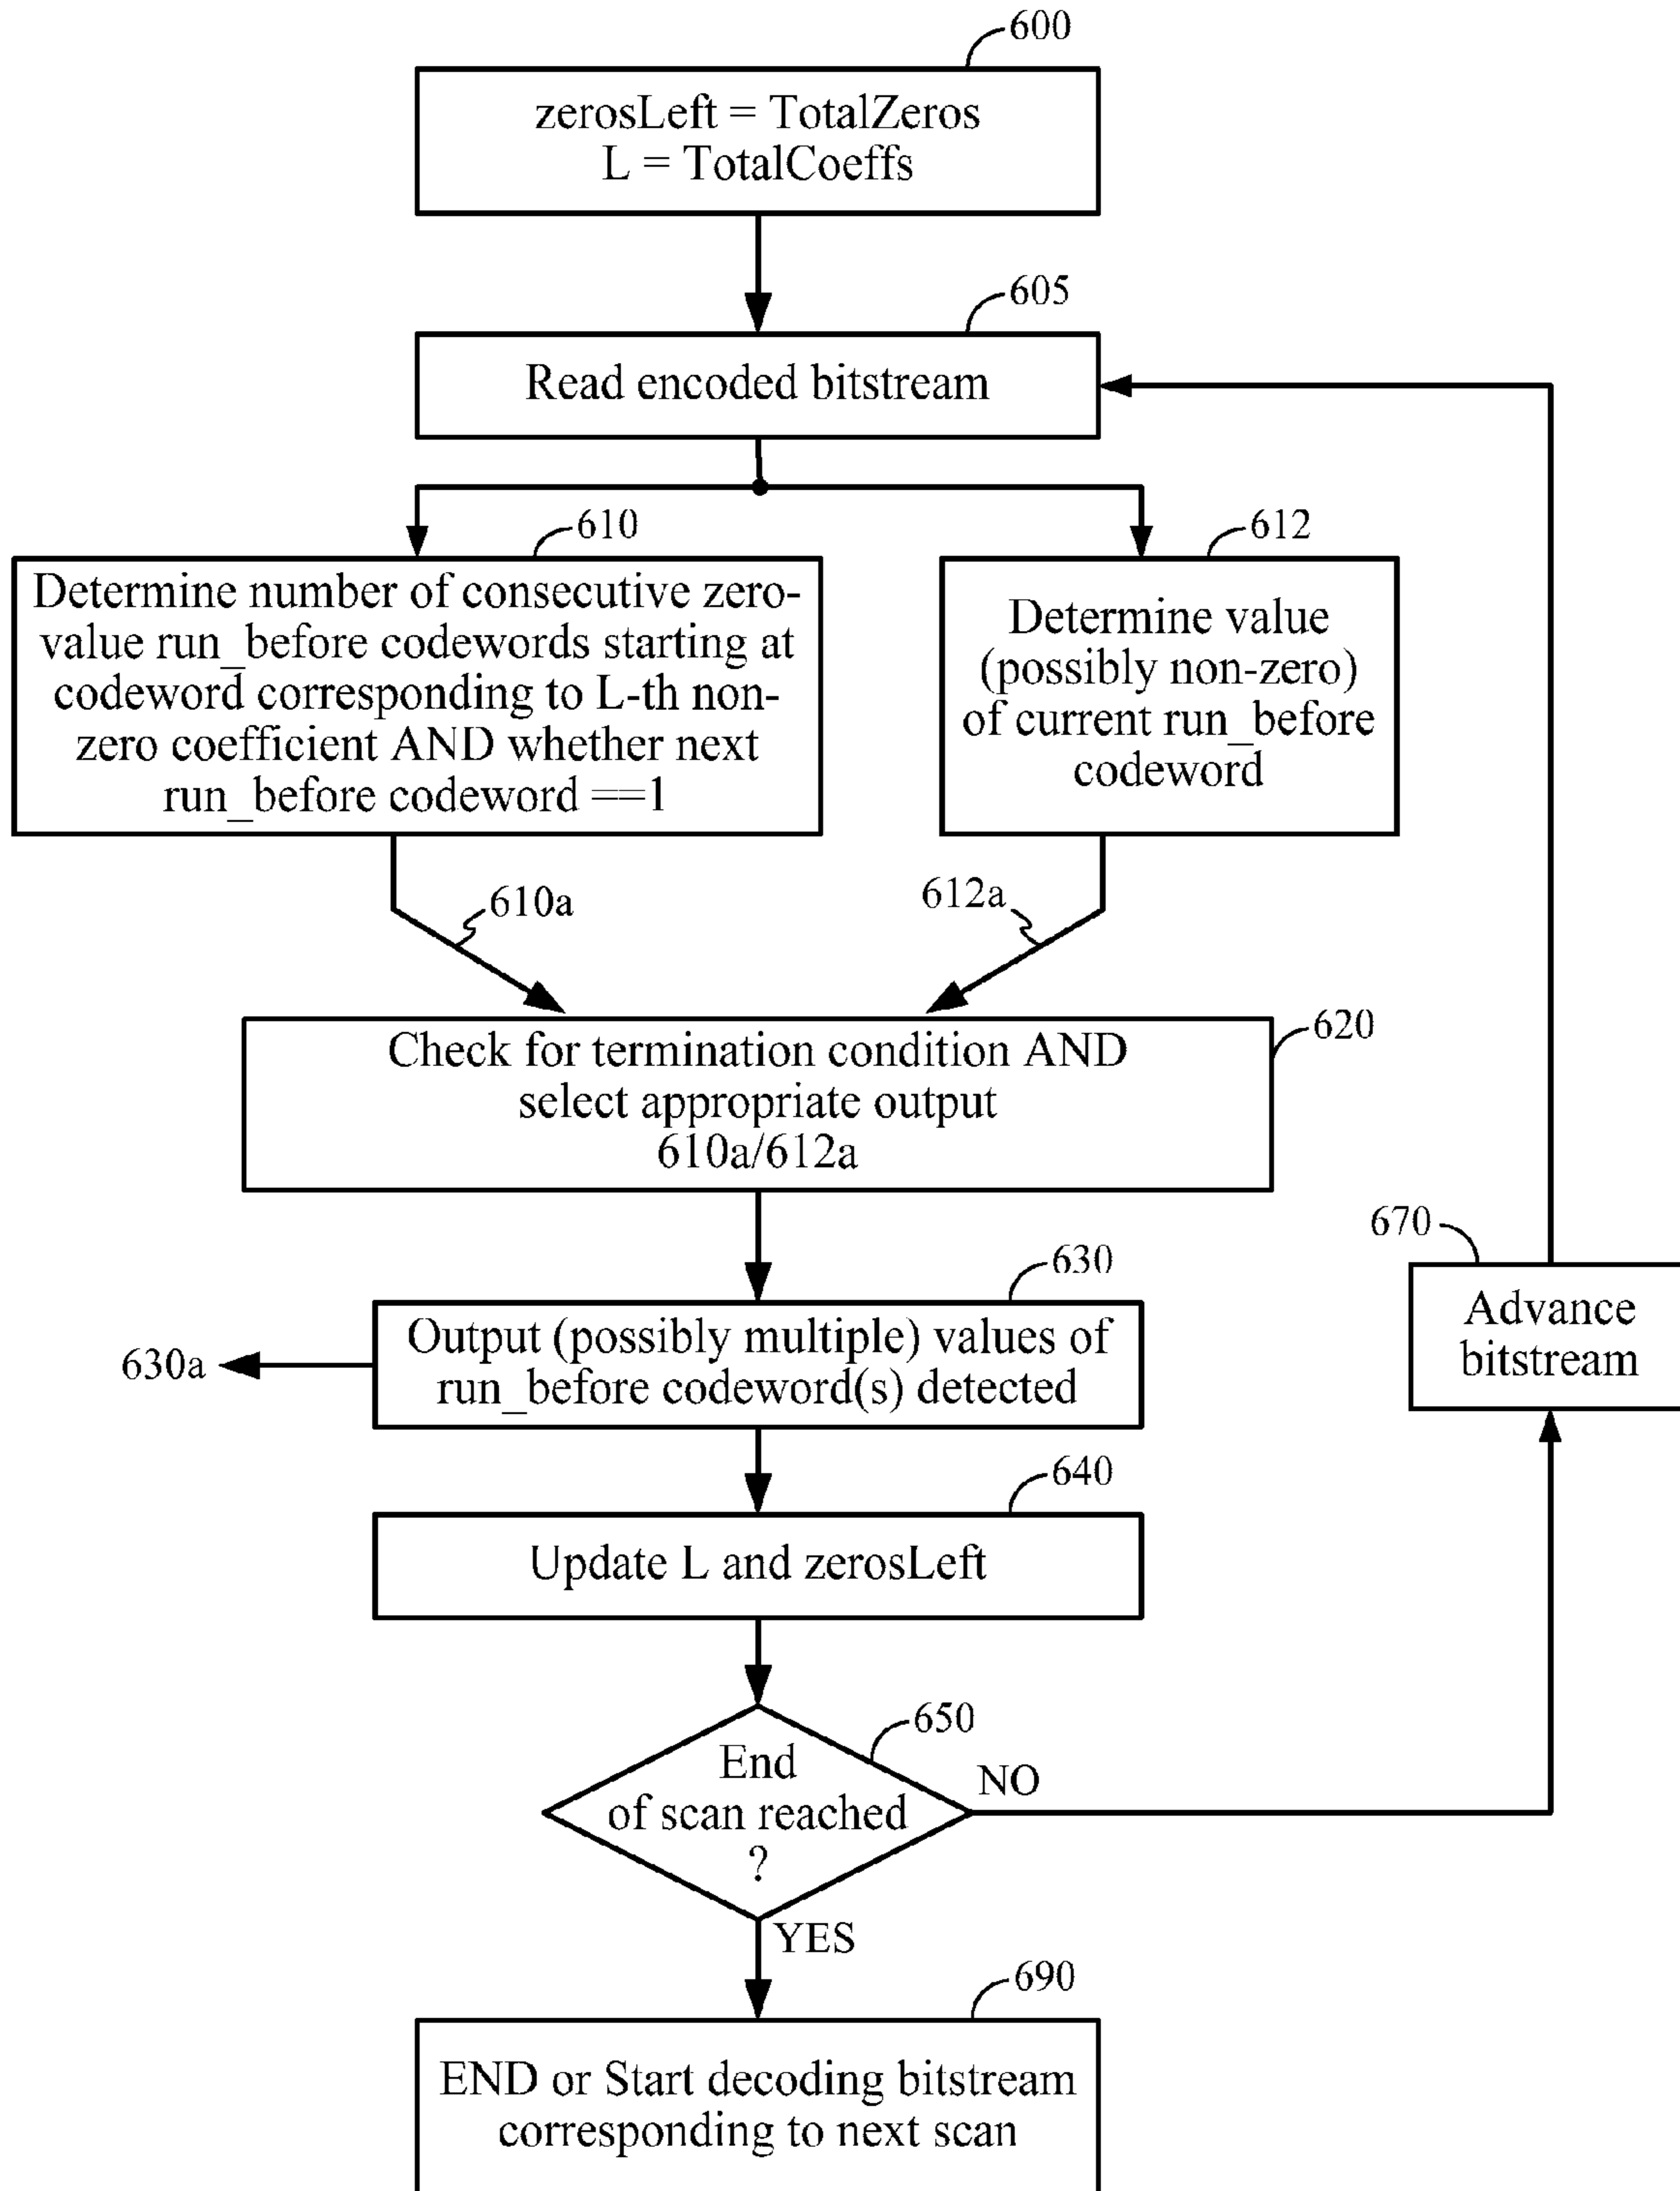 600
zerosLeft = TotalZeros
L = TotalCoeffs
605
Read encoded bitstream
610
Determine number of consecutive zero-
value run_before codewords starting at
codeword corresponding to L-th non-
zero coefficient AND whether next
run_before codeword ==1
612
Determine value
(possibly non-zero)
of current run_before
codeword
610a
612a
620
Check for termination condition AND
select appropriate output
610a/612a
630
Output (possibly multiple) values of
run_before codeword(s) detected
630a
670
Advance
bitstream
640
Update L and zerosLeft
650
End
of scan reached
?
NO
YES
690
END or Start decoding bitstream
corresponding to next scan